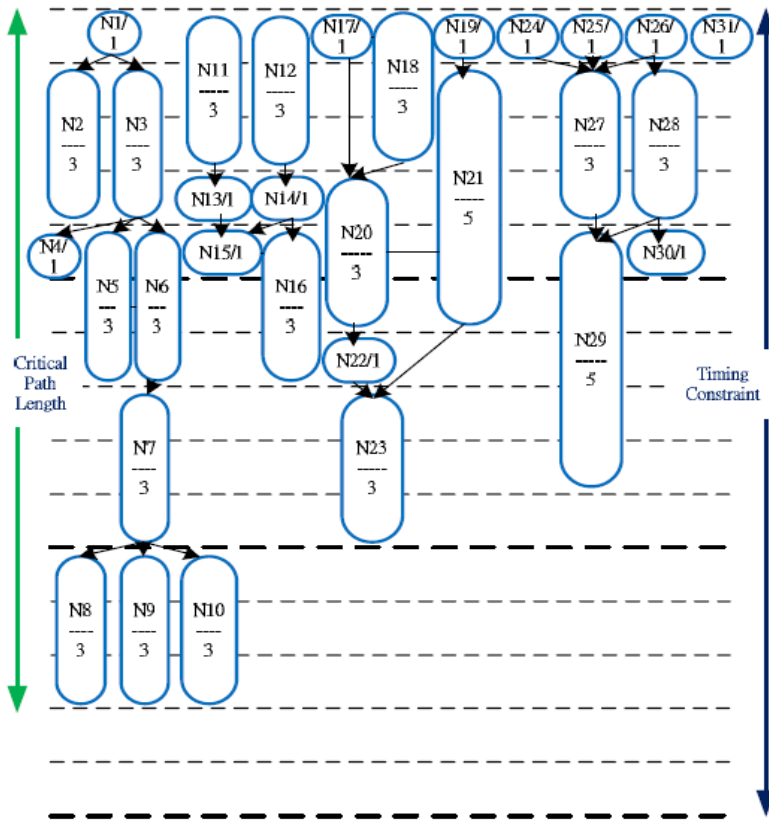 N1/
1
N2
----
3
N3
----
3
N4/
1
N5
---
3
N6
---
3
N7
----
3
N8
----
3
N9
----
3
N10
----
3
N11
-----
3
N12
-----
3
N13/1
N14/1
N15/1
N16
----
3
N17/
1
N18
-----
3
N19/
1
N20
-----
3
N21
-----
5
N22/1
N23
-----
3
N24/
1
N25/
1
N26/
1
N27
-----
3
N28
-----
3
N29
-----
5
N30/1
N31/
1
Critical
Path
Length
Timing
Constraint